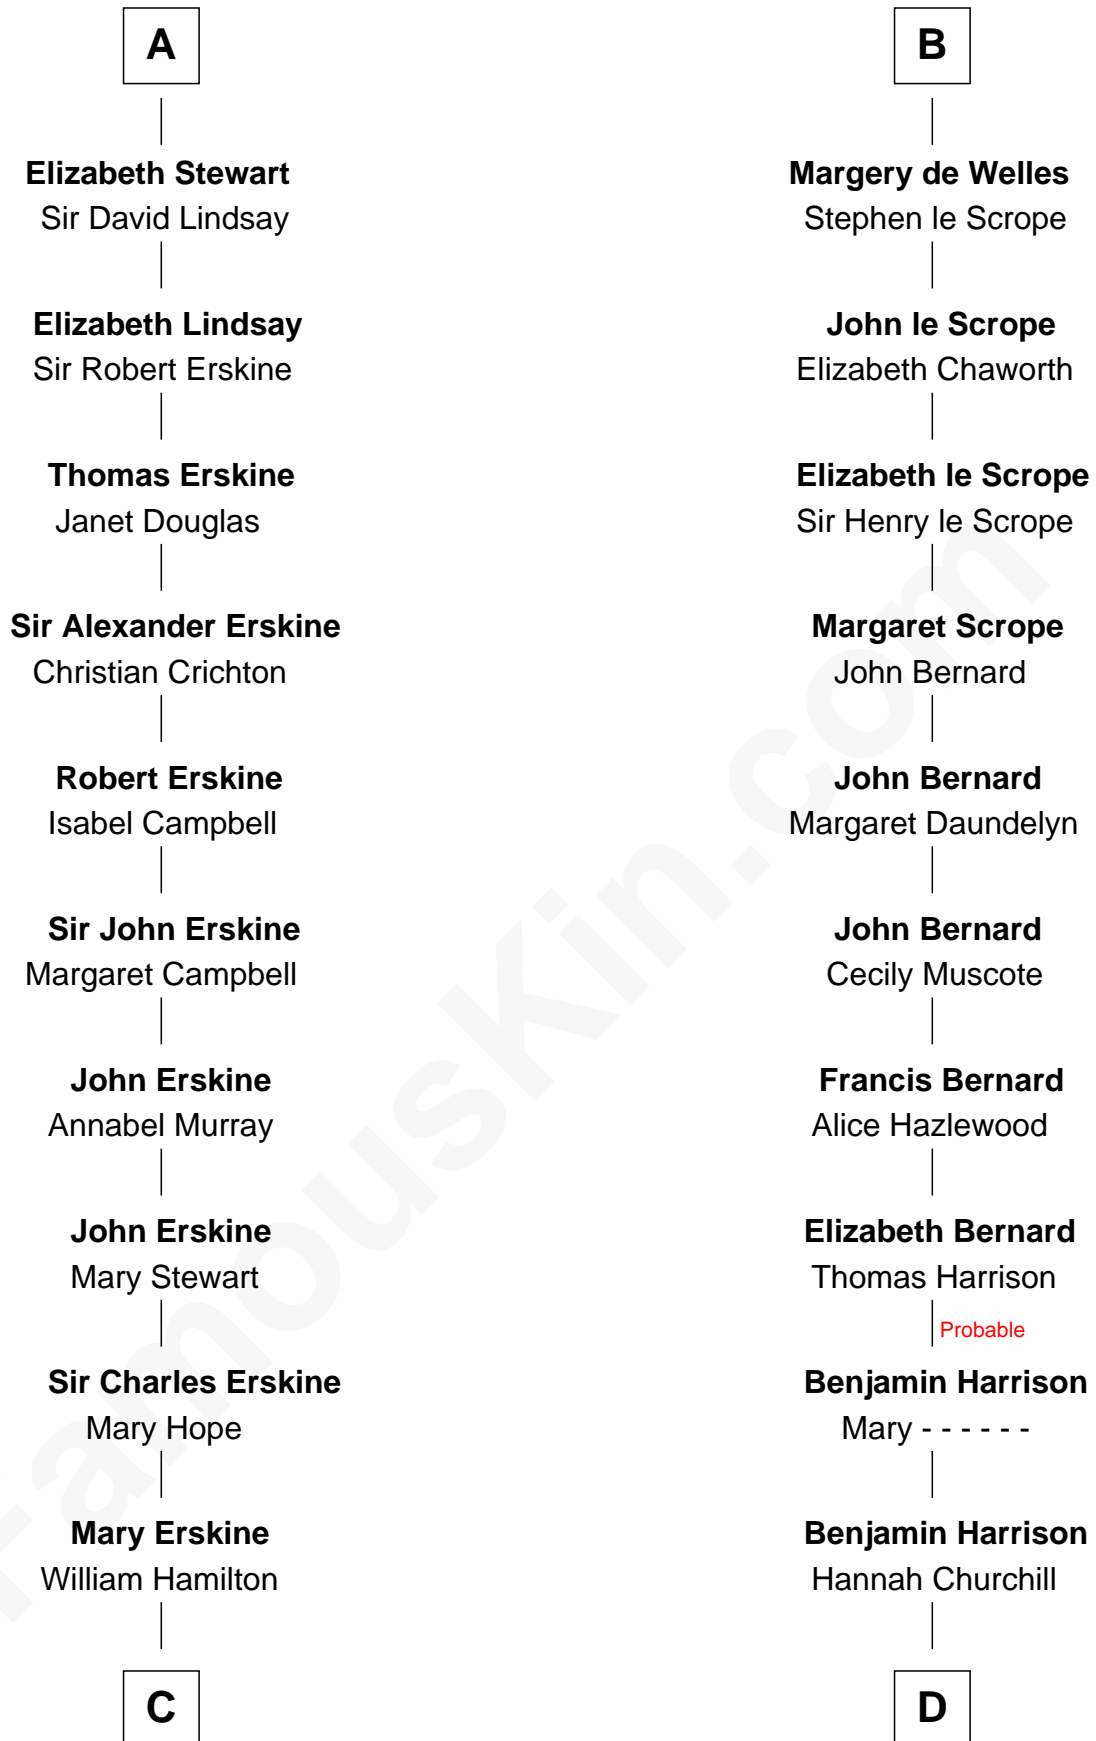 A
Elizabeth Stewart
Sir David Lindsay
Elizabeth Lindsay
Sir Robert Erskine
Thomas Erskine
Janet Douglas
Sir Alexander Erskine
Christian Crichton
Robert Erskine
Isabel Campbell
Sir John Erskine
Margaret Campbell
John Erskine
Annabel Murray
John Erskine
Mary Stewart
Sir Charles Erskine
Mary Hope
Mary Erskine
William Hamilton
C
B
Margery de Welles
Stephen le Scrope
John le Scrope
Elizabeth Chaworth
Elizabeth le Scrope
Sir Henry le Scrope
Margaret Scrope
John Bernard
John Bernard
Margaret Daundelyn
John Bernard
Cecily Muscote
Francis Bernard
Alice Hazlewood
Elizabeth Bernard
Thomas Harrison
Probable
Benjamin Harrison
Mary - - - - - -
Benjamin Harrison
Hannah Churchill
D
FamousKin.com